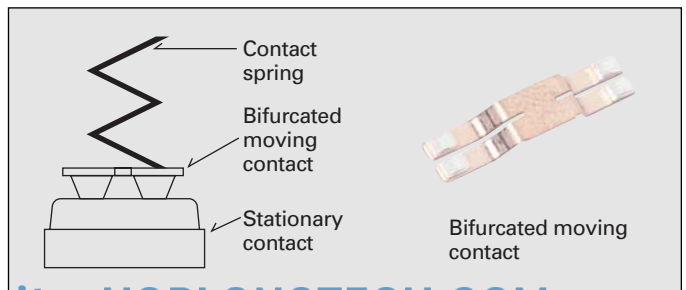 Contact
spring
Bifurcated
moving
contact
Stationary
contact
Bifurcated moving
contact